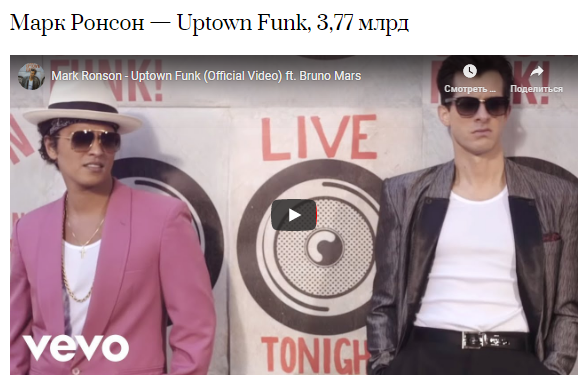 Марк Ронсон — Uptown Funk, 3,77 млрд
Mark Ronson - Uptown Funk (Official Video) ft. Bruno Mars
Смотреть ...
Поделиться
FUNK!
LIVE
TONIGH
vevo